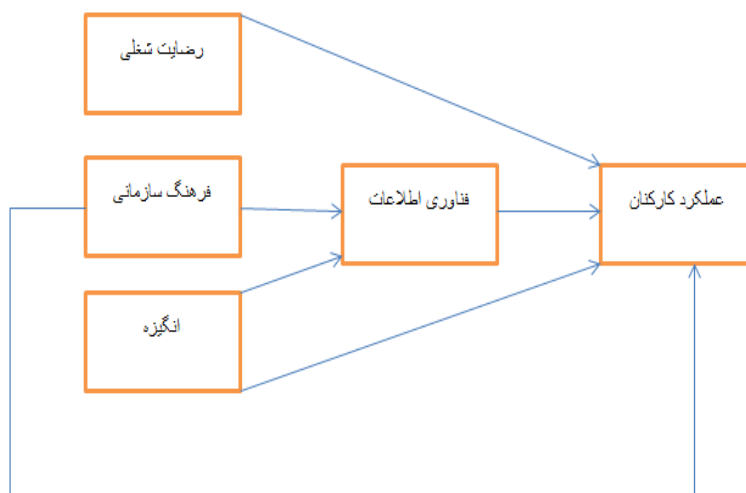 رضایت شغلی
فرهنگ سازمانی
فناوری اطلاعات
عملکرد کارکنان
انگیزه